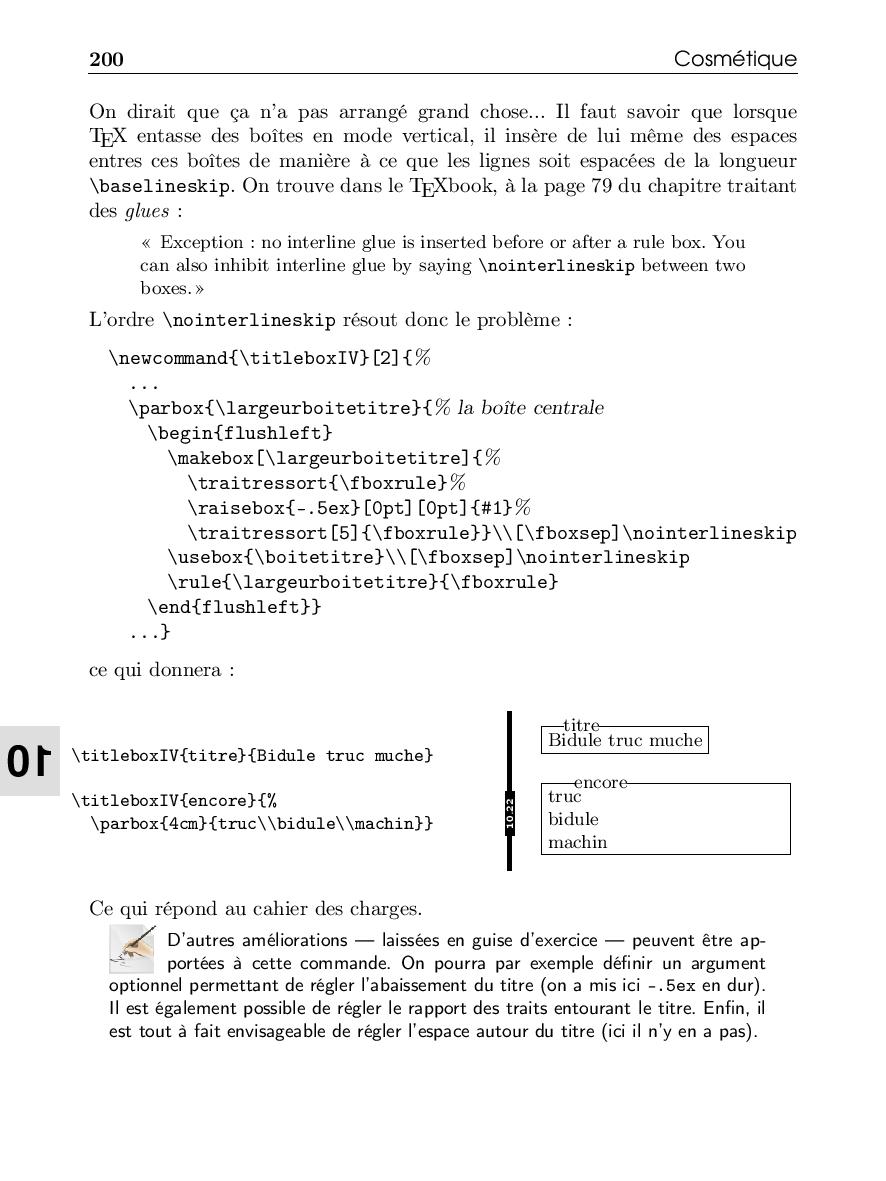 200 Cosmétique
On dirait que ça n'a pas arrangé grand chose... Il faut savoir que lorsque
TEX entasse des boîtes en mode vertical, il insère de lui même des espaces
entres ces boîtes de manière à ce que les lignes soit espacées de la longueur
\baselineskip. On trouve dans le TEXbook, à la page 79 du chapitre traitant
des glues :
« Exception : no interline glue is inserted before or after a rule box. You
can also inhibit interline glue by saying \nointerlineskip between two
boxes.»
L'ordre \nointerlineskip résout donc le problème :
\newcommand{\titleboxIV}[2]{%
...
\parbox{\largeurboitetitre}{% la boîte centrale
\begin{flushleft}
\makebox[\largeurboitetitre]{%
\traitressort{\fboxrule}%
\raisebox{-.5ex}[0pt][0pt]{#1}%
\traitressort[5]{\fboxrule}}\\[\fboxsep]\nointerlineskip
\usebox{\boitetitre}\\[\fboxsep]\nointerlineskip
\rule{\largeurboitetitre}{\fboxrule}
\end{flushleft}}
...}
ce qui donnera :
10
\titleboxIV{titre}{Bidule truc muche}
\titleboxIV{encore}{%
\parbox{4cm}{truc\\bidule\\machin}}
10.22
titre
Bidule truc muche
encore
truc
bidule
machin
Ce qui répond au cahier des charges.
D'autres améliorations — laissées en guise d'exercice — peuvent être ap-
portées à cette commande. On pourra par exemple définir un argument
optionnel permettant de régler l'abaissement du titre (on a mis ici -.5ex en dur).
Il est également possible de régler le rapport des traits entourant le titre. Enfin, il
est tout à fait envisageable de régler l'espace autour du titre (ici il n'y en a pas).